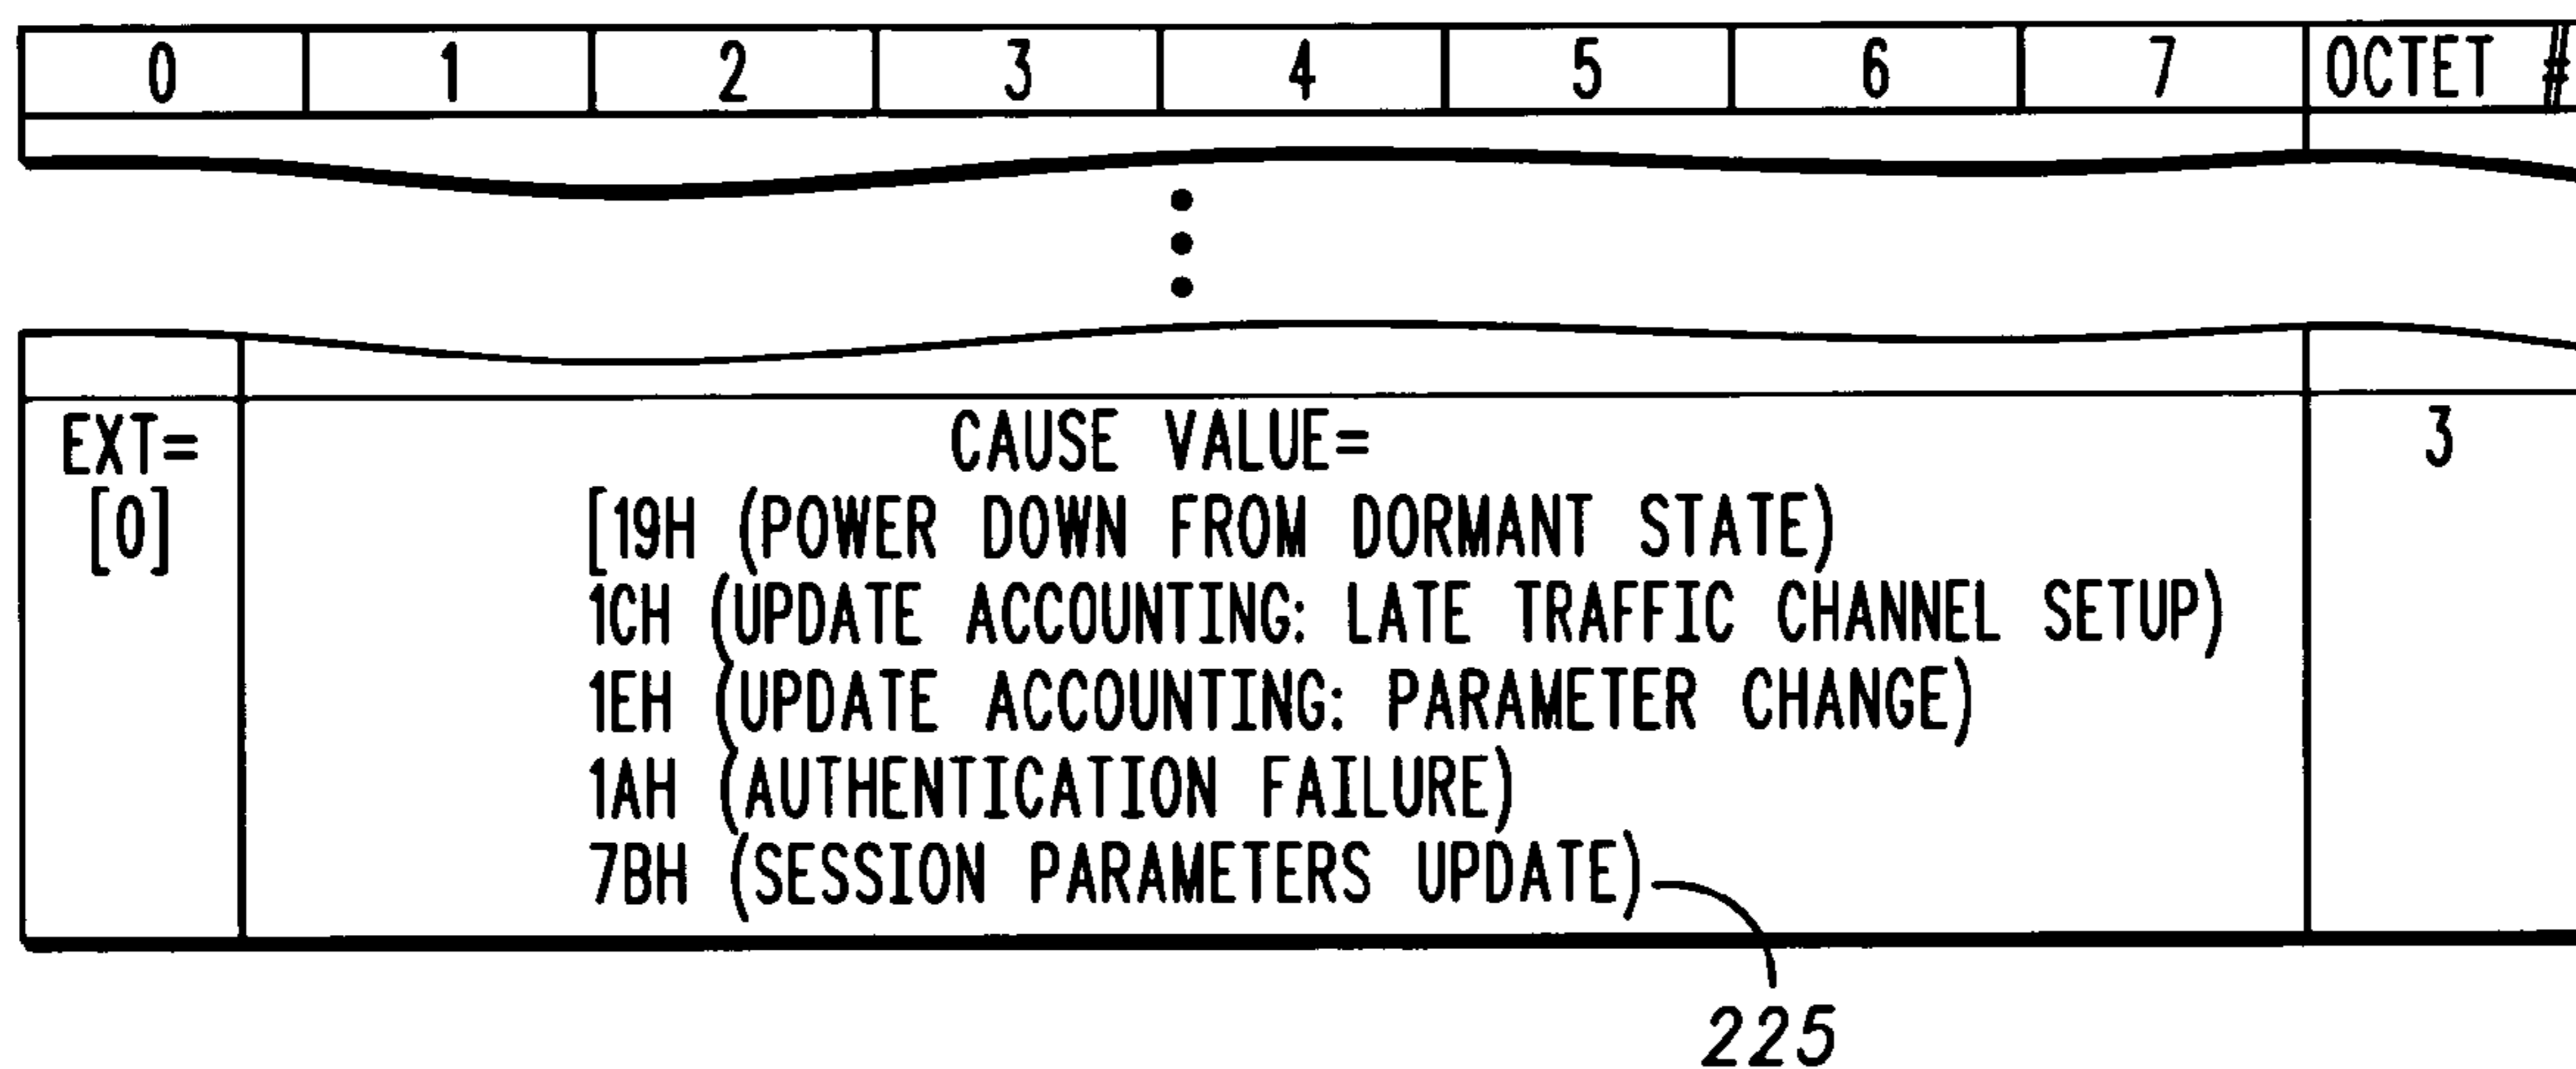 0 1 2 3 4 5 6 7 OCTET #
EXT= CAUSE VALUE= 3
[0] [19H (POWER DOWN FROM DORMANT STATE)
1CH (UPDATE ACCOUNTING: LATE TRAFFIC CHANNEL SETUP)
1EH (UPDATE ACCOUNTING: PARAMETER CHANGE)
1AH (AUTHENTICATION FAILURE)
7BH (SESSION PARAMETERS UPDATE)
225